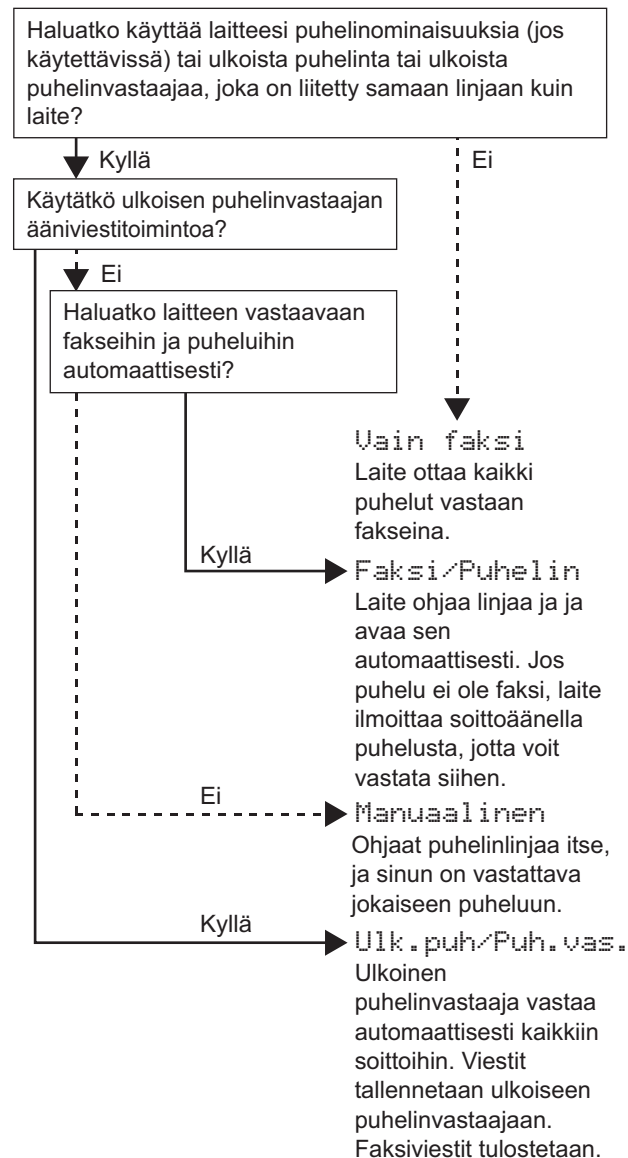 Haluatko käyttää laitteesi puhelinominaisuuksia (jos
käytettävissä) tai ulkoista puhelinta tai ulkoista
puhelinvastaajaa, joka on liitetty samaan linjaan kuin
laite?
Kyllä
Ei
Käytätkö ulkoisen puhelinvastaajan
ääniviestitoimintoa?
Ei
Haluatko laitteen vastaavaan
fakseihin ja puheluihin
automaattisesti?
Vain faksi
Laite ottaa kaikki
puhelut vastaan
fakseina.
Kyllä
Faksi/Puhelin
Laite ohjaa linjaa ja ja
avaa sen
automaattisesti. Jos
puhelu ei ole faksi, laite
ilmoittaa soittoäänella
puhelusta, jotta voit
vastata siihen.
Ei
Manuaalinen
Ohjaat puhelinlinjaa itse,
ja sinun on vastattava
jokaiseen puheluun.
Kyllä
Ulk.puh/Puh.vas.
Ulkoinen
puhelinvastaaja vastaa
automaattisesti kaikkiin
soittoihin. Viestit
tallennetaan ulkoiseen
puhelinvastaajaan.
Faksiviestit tulostetaan.